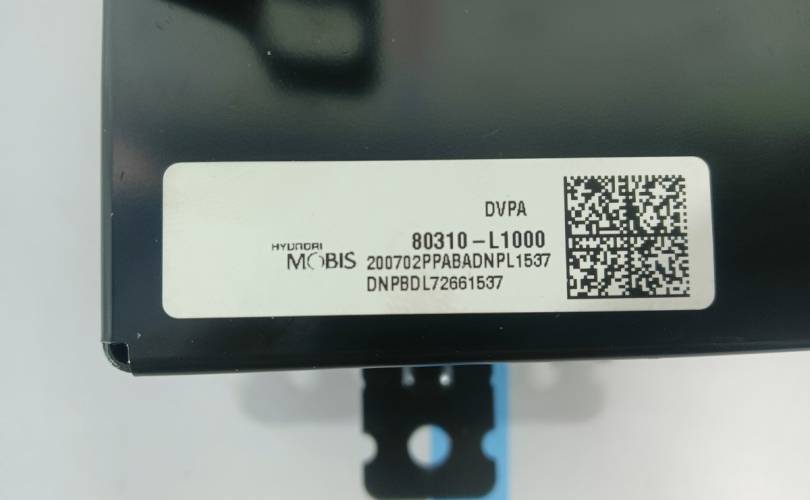 DVPA
80310-L1000
HYUNDAI
MOBIS 200702PPABADNPL1537
DNPBDL72661537